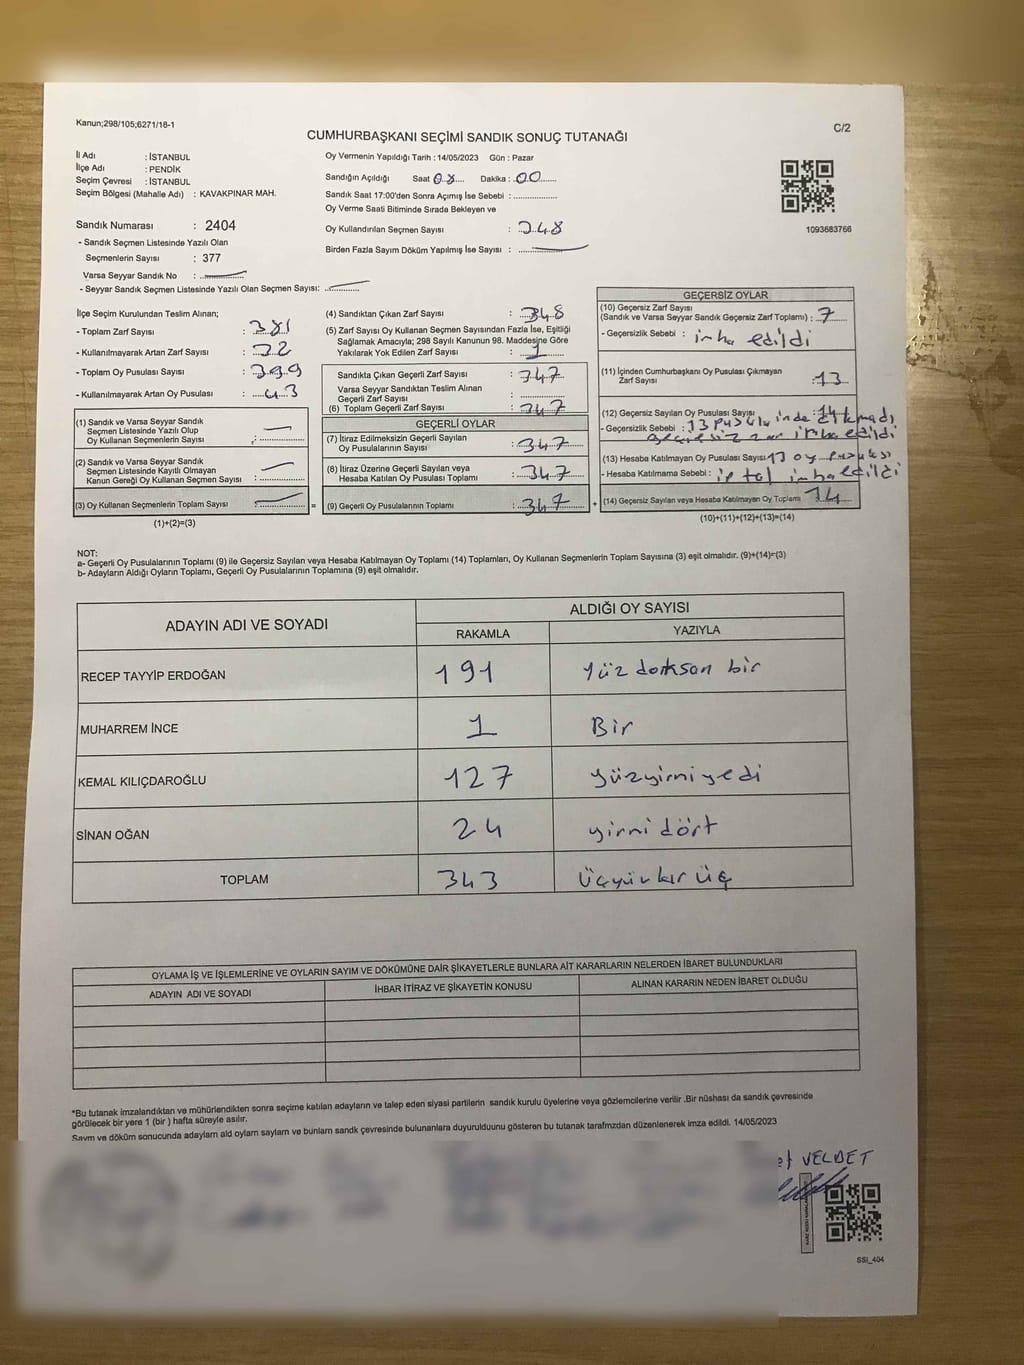 Kanun;298/105;6271/18-1
C/2
CUMHURBAŞKANI SEÇİMİ SANDIK SONUÇ TUTANAĞI
İl Adı : İSTANBUL
İlçe Adı : PENDİK
Seçim Çevresi : İSTANBUL
Seçim Bölgesi (Mahalle Adı) : KAVAKPINAR MAH.
Sandık Numarası : 2404
- Sandık Seçmen Listesinde Yazılı Olan
Seçmenlerin Sayısı : 377
Varsa Seyyar Sandık No :
- Seyyar Sandık Seçmen Listesinde Yazılı Olan Seçmen Sayısı:
Oy Vermenin Yapıldığı Tarih : 14/05/2023 Gün : Pazar
Sandığın Açıldığı Saat 08 Dakika : 00
Sandık Saat 17:00'den Sonra Açımış İse Sebebi :
Oy Verme Saati Bitiminde Sırada Bekleyen ve
Oy Kullandırılan Seçmen Sayısı : 348
Birden Fazla Sayım Döküm Yapılmış İse Sayısı :
1093683766
İlçe Seçim Kurulundan Teslim Alınan;
- Toplam Zarf Sayısı : 381
- Kullanılmayarak Artan Zarf Sayısı : 32
- Toplam Oy Pusulası Sayısı : 399
- Kullanılmayarak Artan Oy Pusulası : 43
(1) Sandık ve Varsa Seyyar Sandık
Seçmen Listesinde Yazılı Olup
Oy Kullanan Seçmenlerin Sayısı :
(2) Sandık ve Varsa Seyyar Sandık
Seçmen Listesinde Kayıtlı Olmayan
Kanun Gereği Oy Kullanan Seçmen Sayısı :
(3) Oy Kullanan Seçmenlerin Toplam Sayısı :
(1)+(2)=(3)
(4) Sandıktan Çıkan Zarf Sayısı : 348
(5) Zarf Sayısı Oy Kullanan Seçmen Sayısından Fazla İse, Eşitliği
Sağlamak Amacıyla; 298 Sayılı Kanunun 98. Maddesine Göre
Yakılarak Yok Edilen Zarf Sayısı : 1
Sandıkta Çıkan Geçerli Zarf Sayısı : 347
Varsa Seyyar Sandıktan Teslim Alınan
Geçerli Zarf Sayısı :
(6) Toplam Geçerli Zarf Sayısı : 347
GEÇERLİ OYLAR
(7) İtiraz Edilmeksizin Geçerli Sayılan
Oy Pusulalarının Sayısı : 347
(8) İtiraz Üzerine Geçerli Sayılan veya
Hesaba Katılan Oy Pusulası Toplamı : 347
= (9) Geçerli Oy Pusulalarının Toplamı : 347 +
GEÇERSİZ OYLAR
(10) Geçersiz Zarf Sayısı
(Sandık ve Varsa Seyyar Sandık Geçersiz Zarf Toplamı) : 7
- Geçersizlik Sebebi : imha edildi
(11) İçinden Cumhurbaşkanı Oy Pusulası Çıkmayan
Zarf Sayısı : 13
(12) Geçersiz Sayılan Oy Pusulası Sayısı :
- Geçersizlik Sebebi : 13 pusula
imha edildi
(13) Hesaba Katılmayan Oy Pusulası Sayısı 13 oy pusulası
- Hesaba Katılmama Sebebi : iptal imha edildi
(14) Geçersiz Sayılan veya Hesaba Katılmayan Oy Toplamı 14
(10)+(11)+(12)+(13)=(14)
NOT:
a- Geçerli Oy Pusulalarının Toplamı (9) ile Geçersiz Sayılan veya Hesaba Katılmayan Oy Toplamı (14) Toplamları, Oy Kullanan Seçmenlerin Toplam Sayısına (3) eşit olmalıdır. (9)+(14)=(3)
b- Adayların Aldığı Oyların Toplamı, Geçerli Oy Pusulalarının Toplamına (9) eşit olmalıdır.
ADAYIN ADI VE SOYADI
ALDIĞI OY SAYISI
RAKAMLA YAZIYLA
RECEP TAYYİP ERDOĞAN 191 Yüz doksan bir
MUHARREM İNCE 1 Bir
KEMAL KILIÇDAROĞLU 127 yüzyirmiyedi
SİNAN OĞAN 24 yirmi dört
TOPLAM 343 Üçyüzkırk üç
OYLAMA İŞ VE İŞLEMLERİNE VE OYLARIN SAYIM VE DÖKÜMÜNE DAİR ŞİKAYETLERLE BUNLARA AİT KARARLARIN NELERDEN İBARET BULUNDUKLARI
ADAYIN ADI VE SOYADI İHBAR İTİRAZ VE ŞİKAYETİN KONUSU ALINAN KARARIN NEDEN İBARET OLDUĞU
*Bu tutanak imzalandıktan ve mühürlendikten sonra seçime katılan adayların ve talep eden siyasi partilerin sandık kurulu üyelerine veya gözlemcilerine verilir .Bir nüshası da sandık çevresinde
görülecek bir yere 1 (bir ) hafta süreyle asılır.
Sayım ve döküm sonucunda adayların ald oyların sayların ve bunların sandk çevresinde bulunanlara duyurulduunu gösteren bu tutanak tarafmzdan düzenlenerek imza edildi. 14/05/2023
VELDET
SSI_404